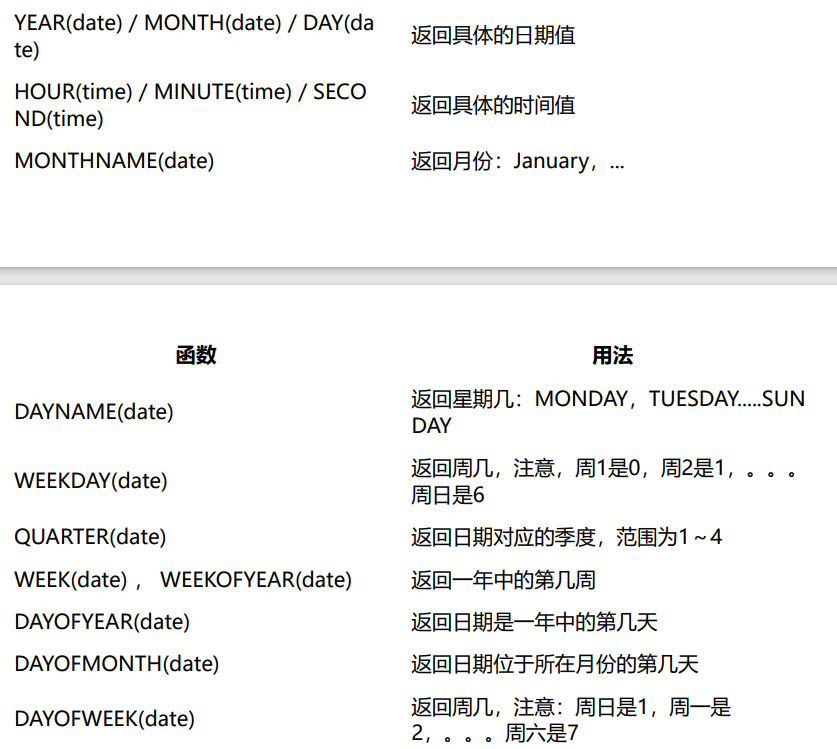 YEAR(date) / MONTH(date) / DAY(da
te)
返回具体的日期值
HOUR(time) / MINUTE(time) / SECO
ND(time)
返回具体的时间值
MONTHNAME(date)
返回月份：January，...
函数
用法
DAYNAME(date)
返回星期几：MONDAY，TUESDAY.....SUN
DAY
WEEKDAY(date)
返回周几，注意，周1是0，周2是1，。。。
周日是6
QUARTER(date)
返回日期对应的季度，范围为1～4
WEEK(date) ， WEEKOFYEAR(date)
返回一年中的第几周
DAYOFYEAR(date)
返回日期是一年中的第几天
DAYOFMONTH(date)
返回日期位于所在月份的第几天
DAYOFWEEK(date)
返回周几，注意：周日是1，周一是
2，。。。周六是7